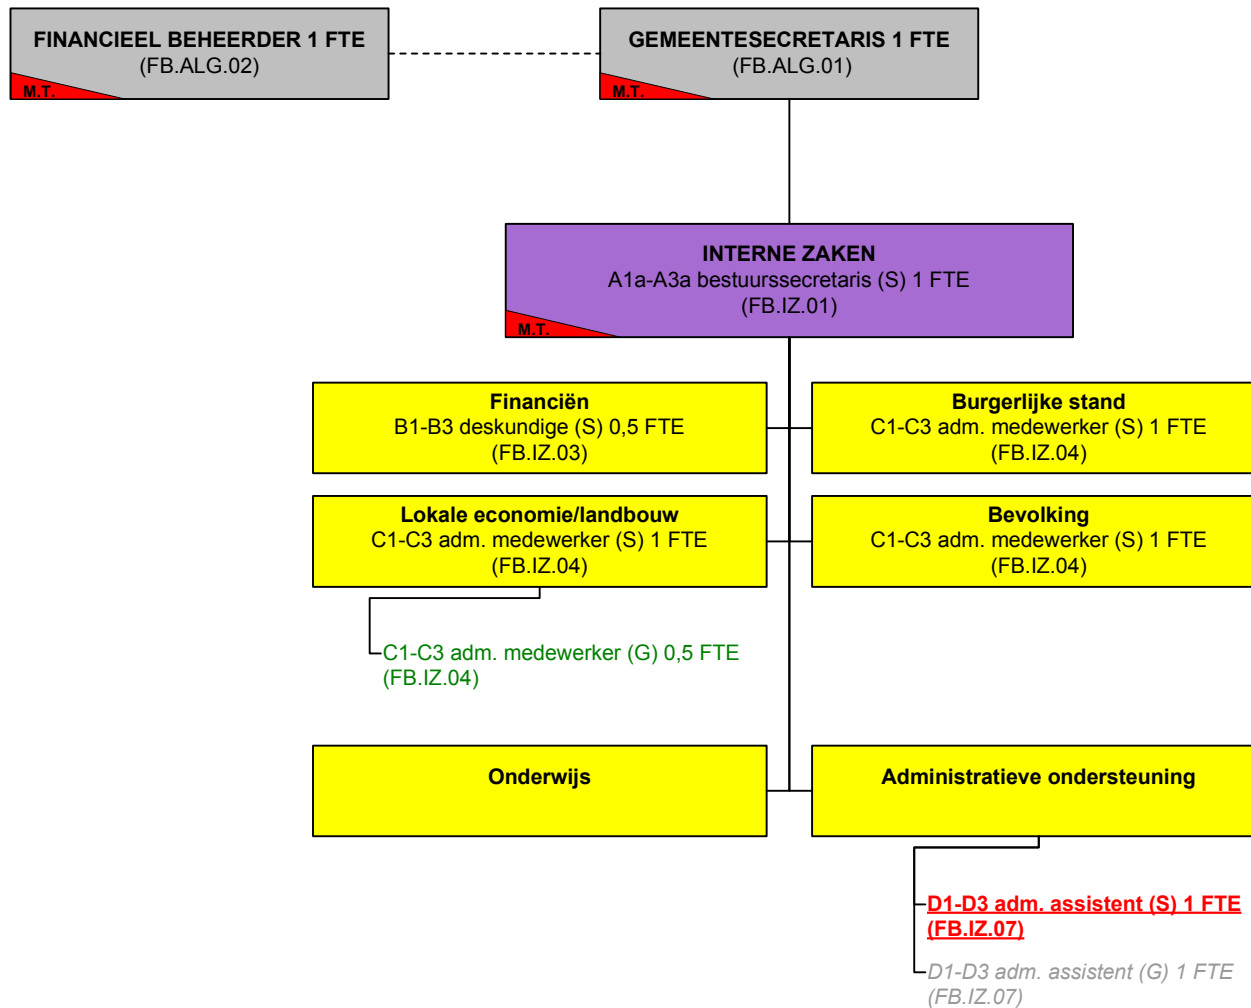 FINANCIEEL BEHEERDER 1 FTE
(FB.ALG.02)
M.T.
GEMEENTESECRETARIS 1 FTE
(FB.ALG.01)
M.T.
INTERNE ZAKEN
A1a-A3a bestuurssecretaris (S) 1 FTE
(FB.IZ.01)
M.T.
Financiën
B1-B3 deskundige (S) 0,5 FTE
(FB.IZ.03)
Burgerlijke stand
C1-C3 adm. medewerker (S) 1 FTE
(FB.IZ.04)
Lokale economie/landbouw
C1-C3 adm. medewerker (S) 1 FTE
(FB.IZ.04)
Bevolking
C1-C3 adm. medewerker (S) 1 FTE
(FB.IZ.04)
C1-C3 adm. medewerker (G) 0,5 FTE
(FB.IZ.04)
Onderwijs
Administratieve ondersteuning
D1-D3 adm. assistent (S) 1 FTE
(FB.IZ.07)
D1-D3 adm. assistent (G) 1 FTE
(FB.IZ.07)